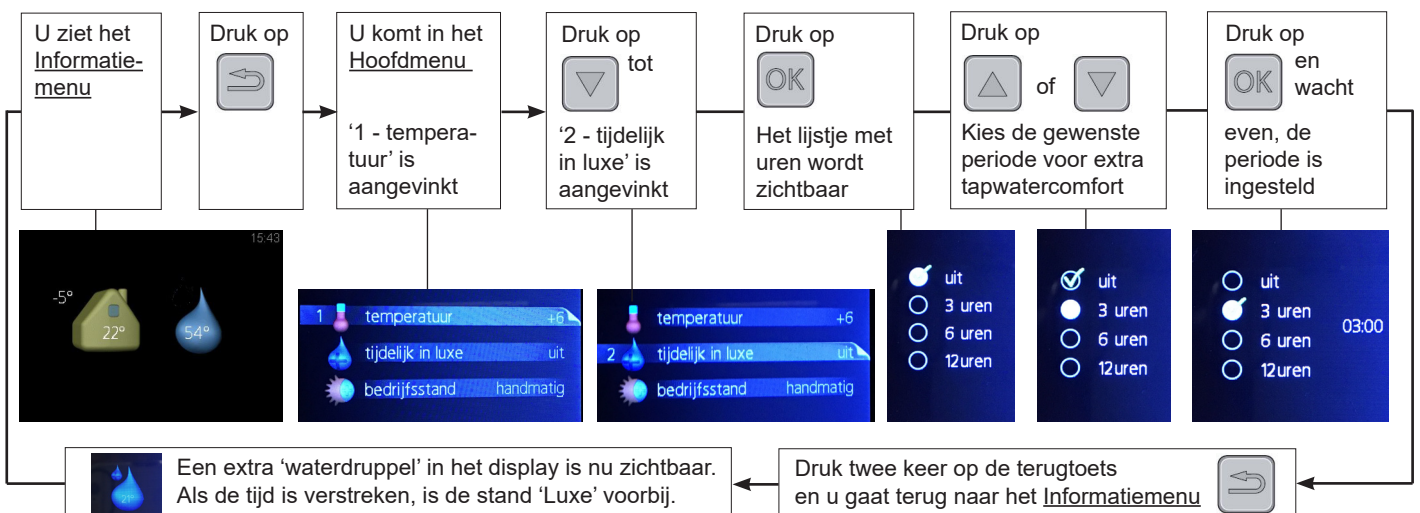 U ziet het
Informatie-
menu
Druk op
U komt in het
Hoofdmenu
'1 - tempera-
tuur' is
aangevinkt
Druk op
tot
'2 - tijdelijk
in luxe' is
aangevinkt
Druk op
OK
Het lijstje met
uren wordt
zichtbaar
Druk op
of
Kies de gewenste
periode voor extra
tapwatercomfort
Druk op
OK en
wacht
even, de
periode is
ingesteld
15:43
-5°
22°
54°
1 temperatuur +6
tijdelijk in luxe uit
bedrijfsstand handmatig
temperatuur +6
2 tijdelijk in luxe uit
bedrijfsstand handmatig
uit
3 uren
6 uren
12uren
uit
3 uren
6 uren
12uren
uit
3 uren
6 uren
12uren
03:00
21°
Een extra 'waterdruppel' in het display is nu zichtbaar.
Als de tijd is verstreken, is de stand 'Luxe' voorbij.
Druk twee keer op de terugtoets
en u gaat terug naar het Informatiemenu